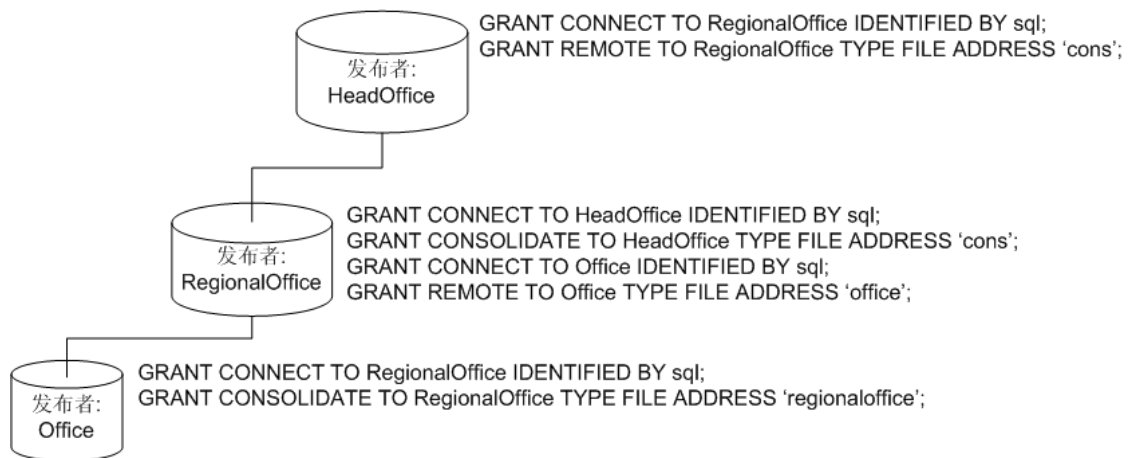 GRANT CONNECT TO RegionalOffice IDENTIFIED BY sql;
GRANT REMOTE TO RegionalOffice TYPE FILE ADDRESS ‘cons’;
发布者:
HeadOffice
GRANT CONNECT TO HeadOffice IDENTIFIED BY sql;
GRANT CONSOLIDATE TO HeadOffice TYPE FILE ADDRESS ‘cons’;
GRANT CONNECT TO Office IDENTIFIED BY sql;
GRANT REMOTE TO Office TYPE FILE ADDRESS ‘office’;
发布者:
RegionalOffice
GRANT CONNECT TO RegionalOffice IDENTIFIED BY sql;
GRANT CONSOLIDATE TO RegionalOffice TYPE FILE ADDRESS ‘regionaloffice’;
发布者:
Office